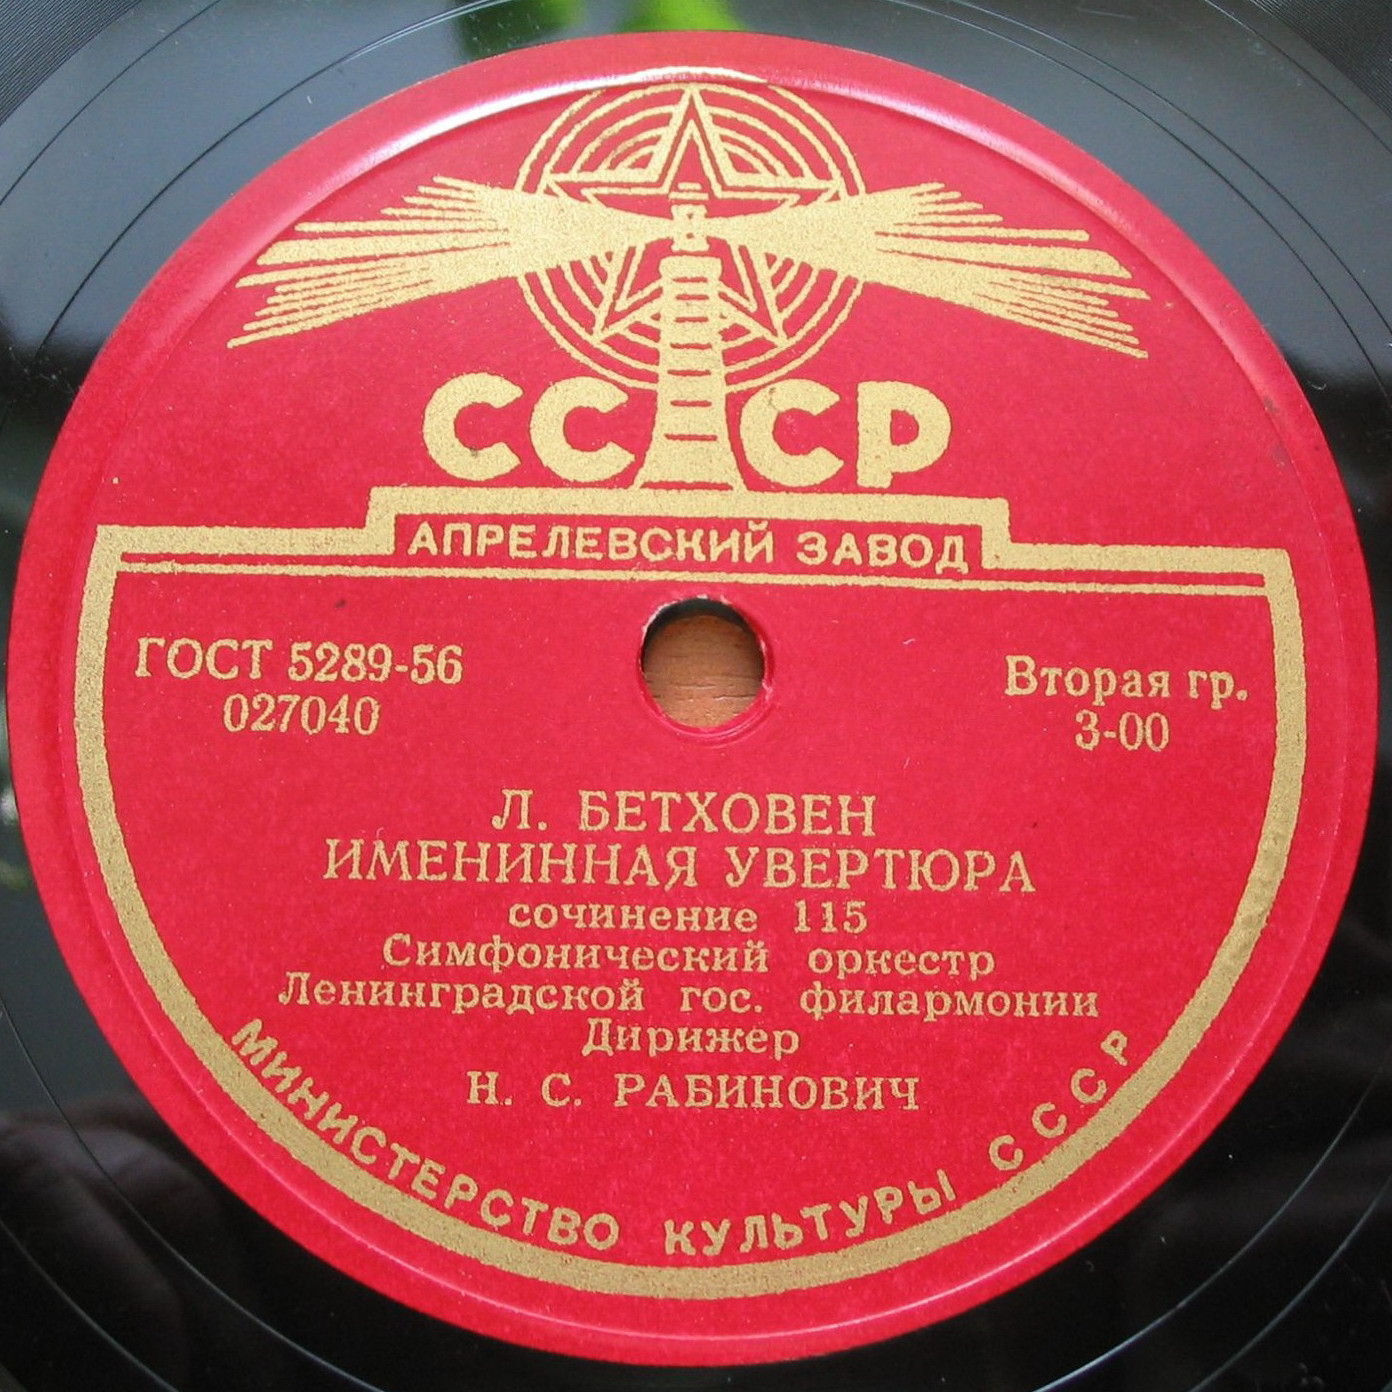 СССР
АПРЕЛЕВСКИЙ ЗАВОД
ГОСТ 5289-56
027040
Вторая гр.
3-00
Л. БЕТХОВЕН
ИМЕНИННАЯ УВЕРТЮРА
сочинение 115
Симфонический оркестр
Ленинградской гос. филармонии
Дирижер
Н. С. РАБИНОВИЧ
МИНИСТЕРСТВО КУЛЬТУРЫ СССР